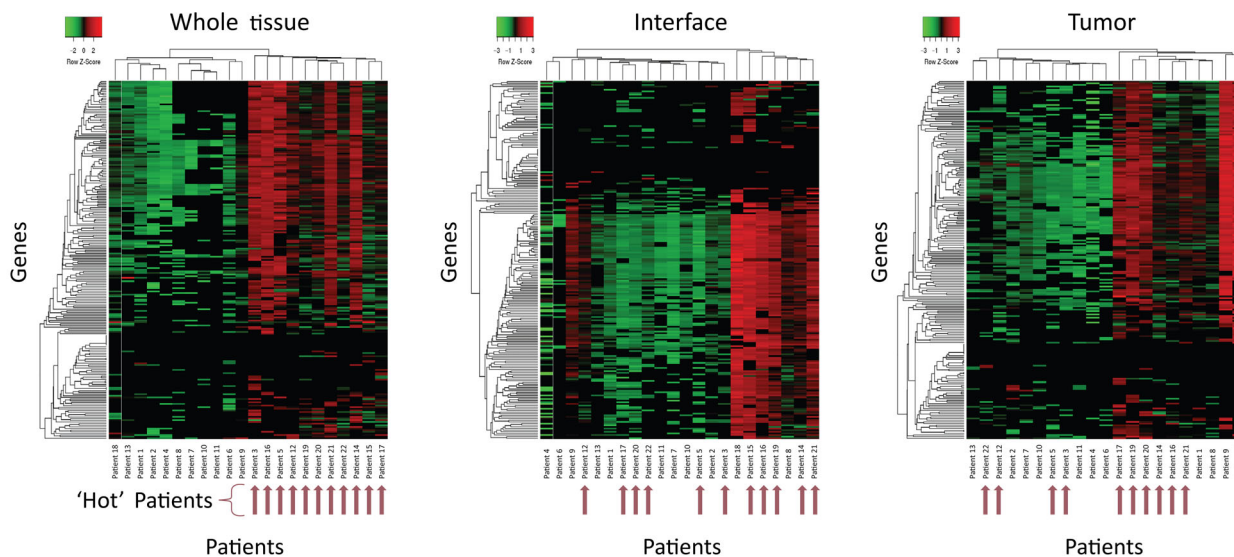 Whole tissue
-2 0 2
Row Z-Score
Genes
Patient 18
Patient 13
Patient 1
Patient 2
Patient 4
Patient 8
Patient 7
Patient 10
Patient 11
Patient 6
Patient 9
Patient 3
Patient 16
Patient 5
Patient 12
Patient 19
Patient 20
Patient 21
Patient 22
Patient 14
Patient 15
Patient 17
'Hot' Patients
Patients
Interface
-3 -1 1 3
Row Z-Score
Genes
Patient 4
Patient 6
Patient 9
Patient 12
Patient 13
Patient 1
Patient 17
Patient 20
Patient 22
Patient 11
Patient 7
Patient 10
Patient 5
Patient 2
Patient 3
Patient 18
Patient 15
Patient 16
Patient 19
Patient 8
Patient 14
Patient 21
Patients
Tumor
-3 -1 1 3
Row Z-Score
Genes
Patient 13
Patient 22
Patient 12
Patient 2
Patient 7
Patient 10
Patient 5
Patient 3
Patient 11
Patient 4
Patient 6
Patient 17
Patient 19
Patient 20
Patient 14
Patient 16
Patient 21
Patient 1
Patient 8
Patient 9
Patients